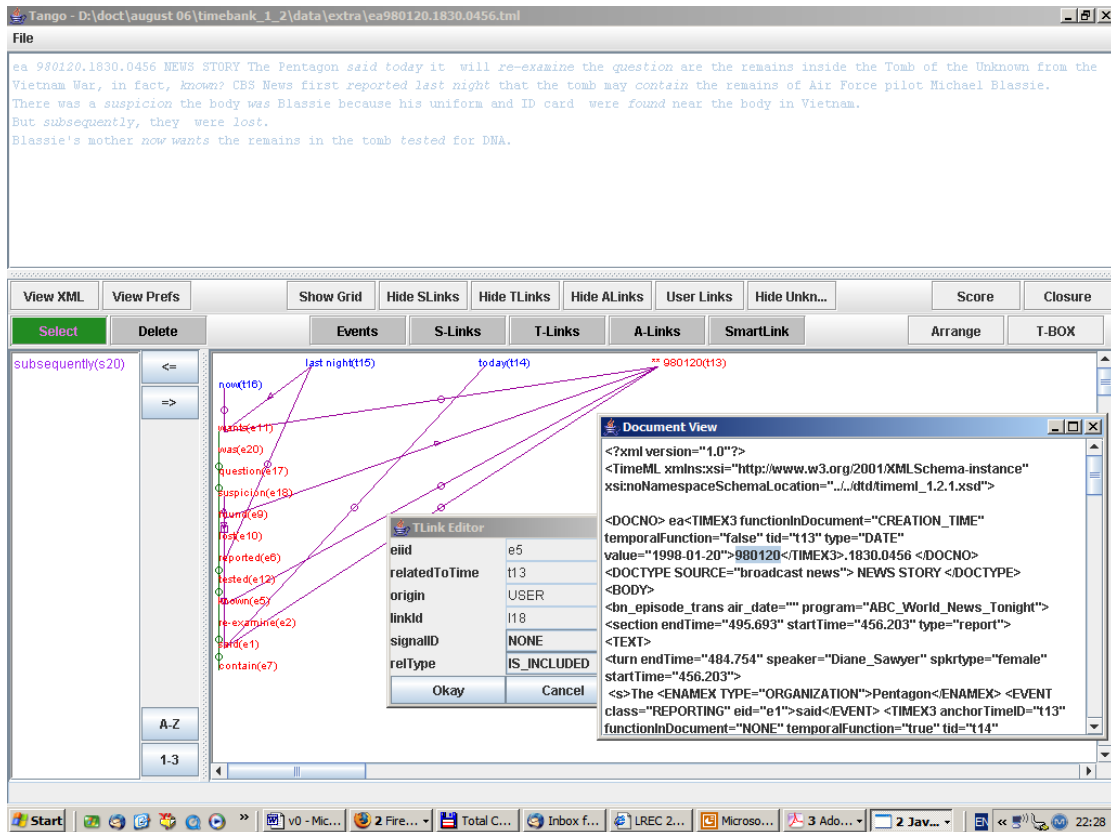 Tango - D:\doct\august 06\timebank_1_2\data\extra\ea980120.1830.0456.tml
File
ea 980120.1830.0456 NEWS STORY The Pentagon said today it will re-examine the question are the remains inside the Tomb of the Unknown from the
Vietnam War, in fact, known? CBS News first reported last night that the tomb may contain the remains of Air Force pilot Michael Blassie.
There was a suspicion the body was Blassie because his uniform and ID card were found near the body in Vietnam.
But subsequently, they were lost.
Blassie's mother now wants the remains in the tomb tested for DNA.
View XML View Prefs Show Grid Hide SLinks Hide TLinks Hide ALinks User Links Hide Unkn... Score Closure
Select Delete Events S-Links T-Links A-Links SmartLink Arrange T-BOX
subsequently(s20)
<=
=>
A-Z
1-3
last night(t15) today(t14) ** 980120(t13)
now(t16)
wants(e11)
was(e20)
question(e17)
suspicion(e18)
found(e9)
lost(e10)
reported(e6)
tested(e12)
known(e5)
re-examine(e2)
said(e1)
contain(e7)
TLink Editor
eiid e5
relatedToTime t13
origin USER
linkId l18
signalID NONE
relType IS_INCLUDED
Okay Cancel
Document View
<?xml version="1.0"?>
<TimeML xmlns:xsi="http://www.w3.org/2001/XMLSchema-instance"
xsi:noNamespaceSchemaLocation="../../dtd/timeml_1.2.1.xsd">
<DOCNO> ea<TIMEX3 functionInDocument="CREATION_TIME"
temporalFunction="false" tid="t13" type="DATE"
value="1998-01-20">980120</TIMEX3>.1830.0456 </DOCNO>
<DOCTYPE SOURCE="broadcast news"> NEWS STORY </DOCTYPE>
<BODY>
<bn_episode_trans air_date="" program="ABC_World_News_Tonight">
<section endTime="495.693" startTime="456.203" type="report">
<TEXT>
<turn endTime="484.754" speaker="Diane_Sawyer" spkrtype="female"
startTime="456.203">
<s>The <ENAMEX TYPE="ORGANIZATION">Pentagon</ENAMEX> <EVENT
class="REPORTING" eid="e1">said</EVENT> <TIMEX3 anchorTimeID="t13"
functionInDocument="NONE" temporalFunction="true" tid="t14"
Start » v0 - Mic... 2 Fire... Total C... Inbox f... LREC 2... Microso... 3 Ado... 2 Jav... EN « 22:28